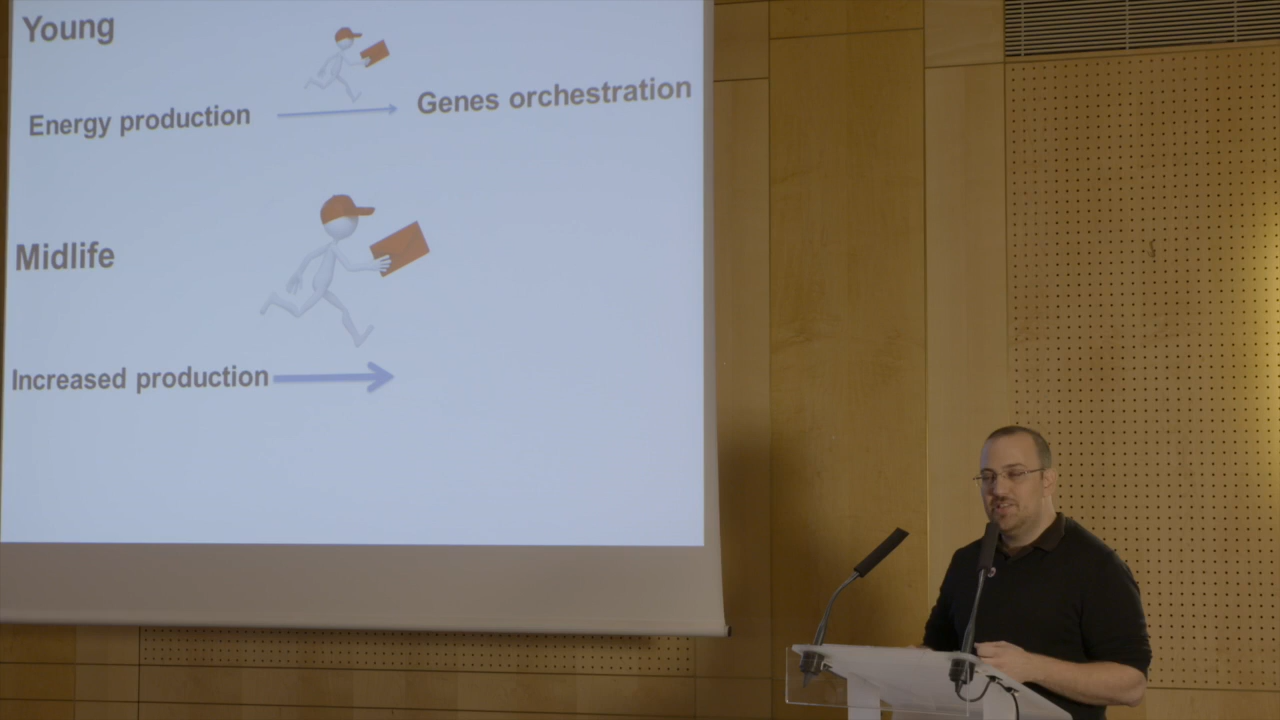 Young
Energy production
Genes orchestration
Midlife
Increased production